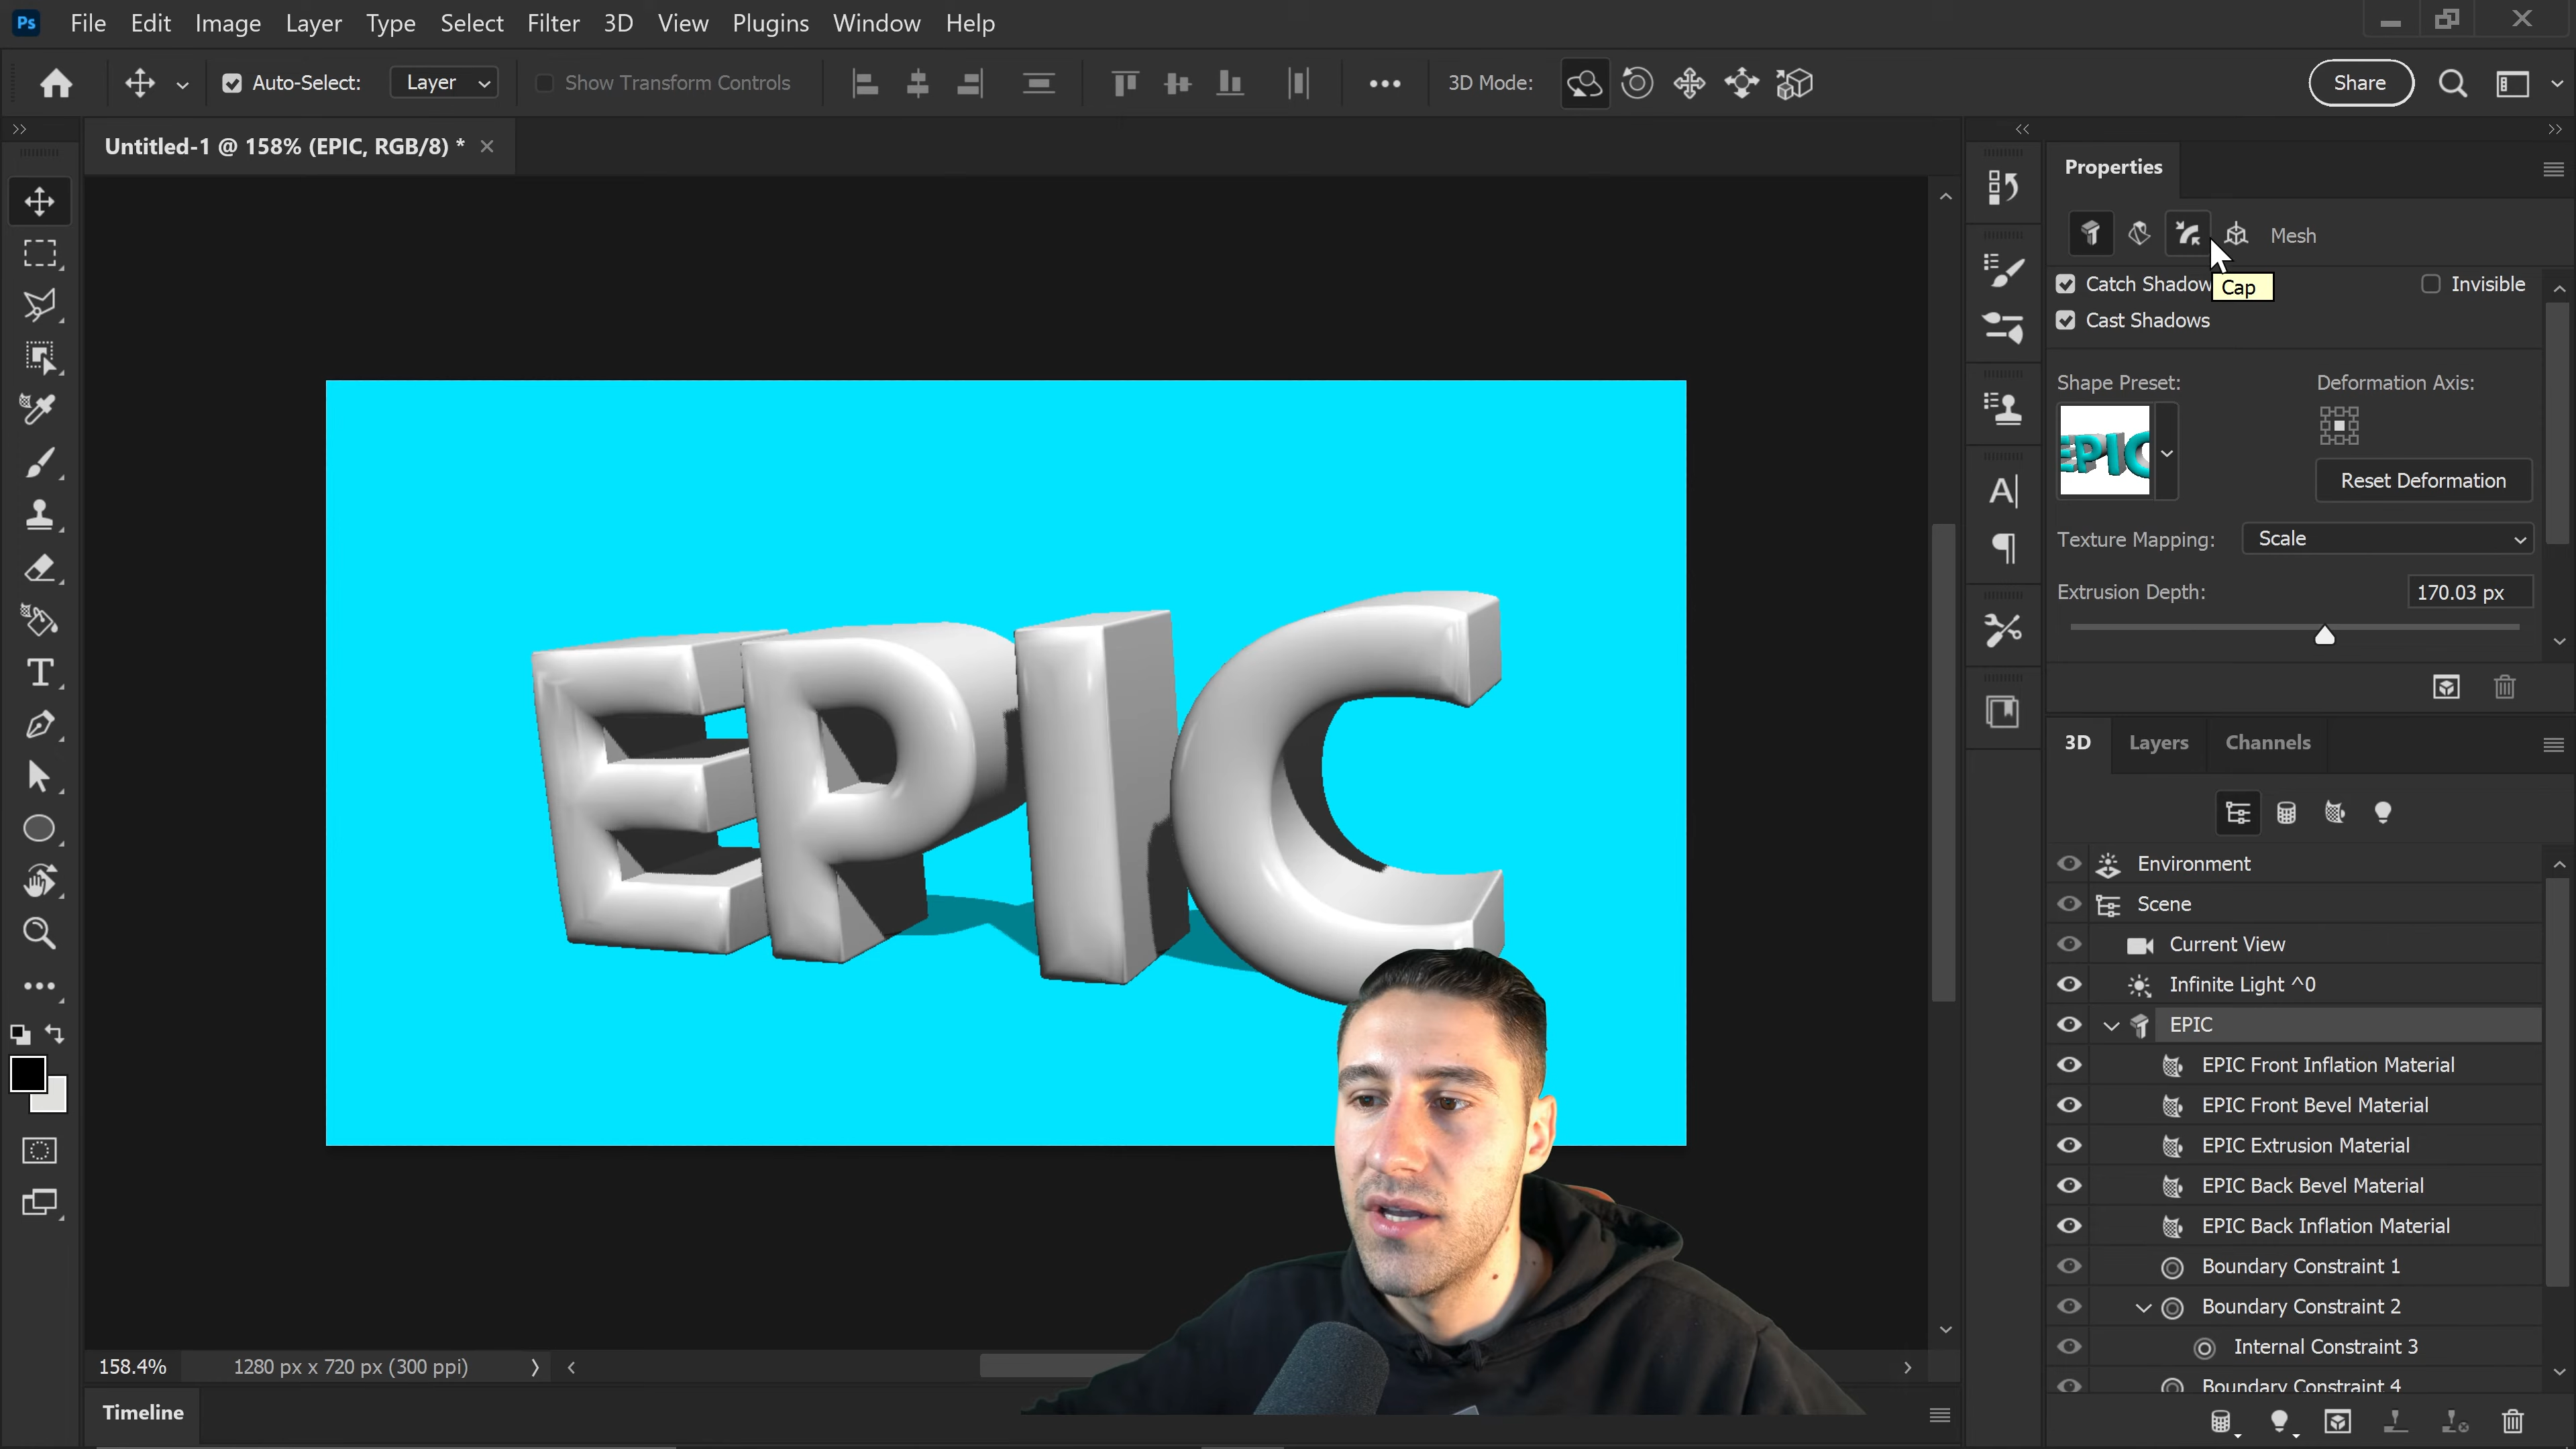 Ps File Edit Image Layer Type Select Filter 3D View Plugins Window Help
Auto-Select: Layer Show Transform Controls 3D Mode: Share
Untitled-1 @ 158% (EPIC, RGB/8) *
EPIC
158.4% 1280 px x 720 px (300 ppi)
Timeline
Properties
Mesh
Catch Shadow Invisible
Cap
Cast Shadows
Shape Preset: Deformation Axis:
EPIC
Reset Deformation
Texture Mapping: Scale
Extrusion Depth: 170.03 px
3D Layers Channels
Environment
Scene
Current View
Infinite Light ^0
EPIC
EPIC Front Inflation Material
EPIC Front Bevel Material
EPIC Extrusion Material
EPIC Back Bevel Material
EPIC Back Inflation Material
Boundary Constraint 1
Boundary Constraint 2
Internal Constraint 3
Boundary Constraint 4